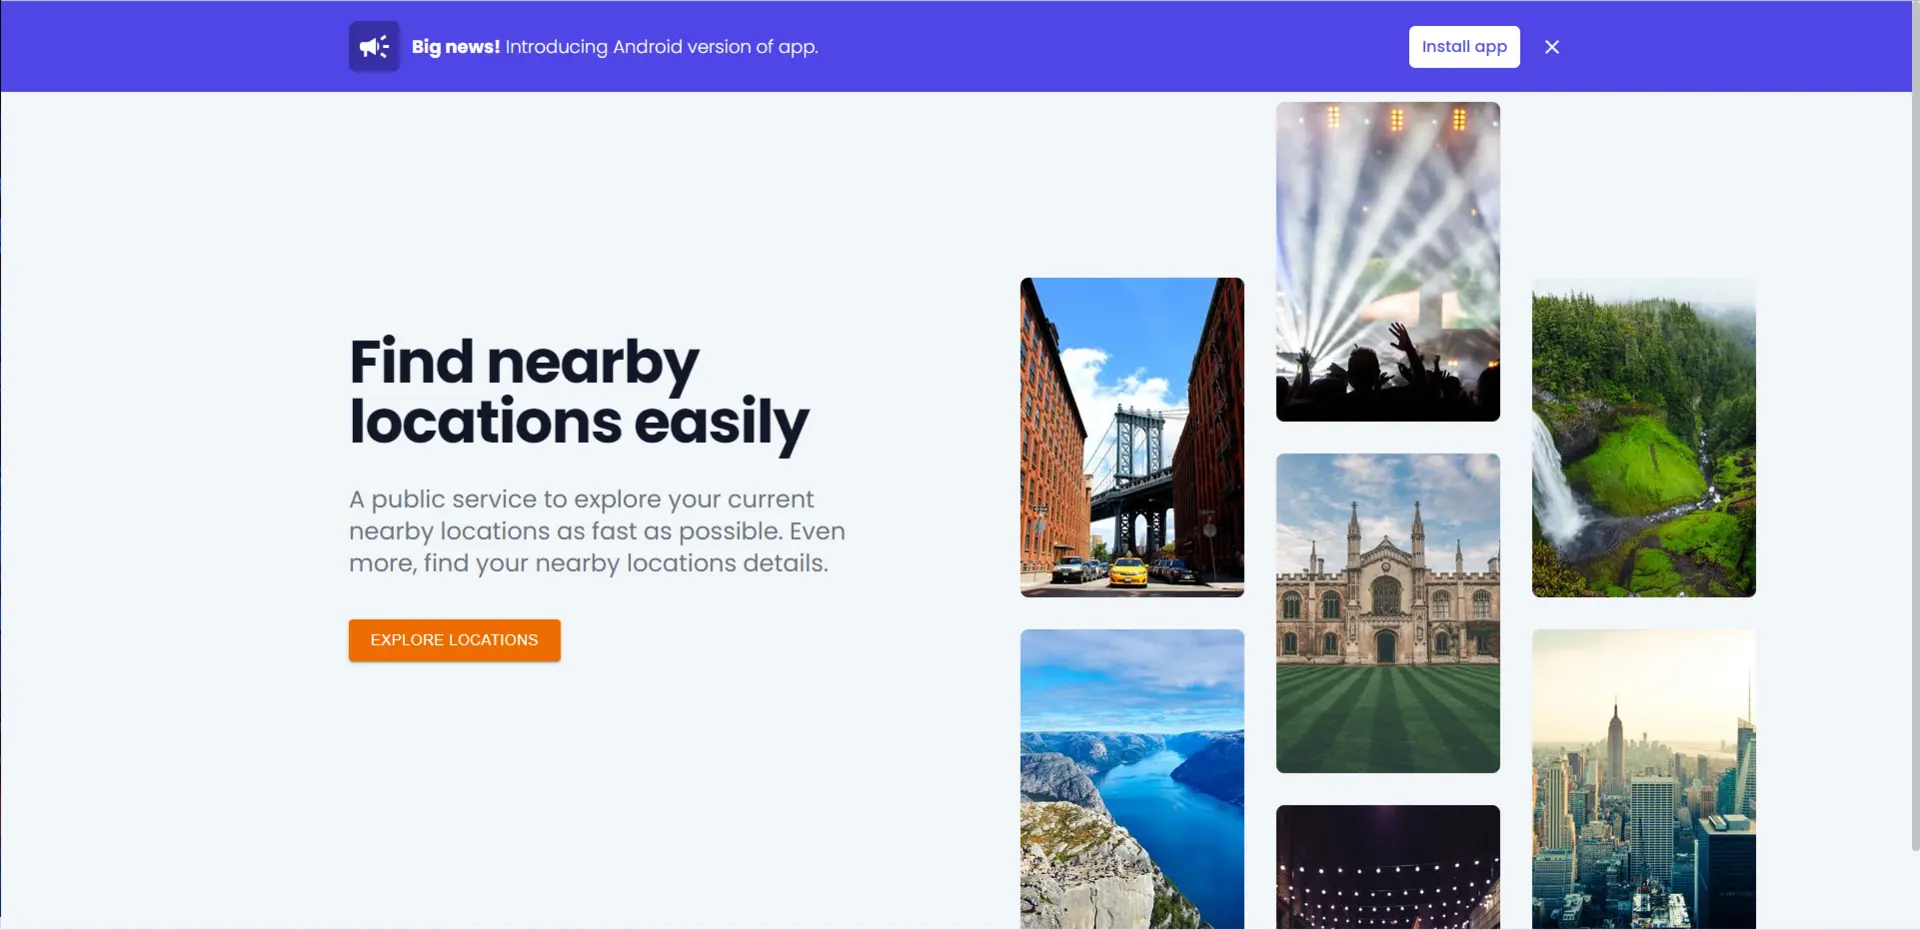 Big news! Introducing Android version of app.
Install app
Find nearby
locations easily
A public service to explore your current
nearby locations as fast as possible. Even
more, find your nearby locations details.
EXPLORE LOCATIONS